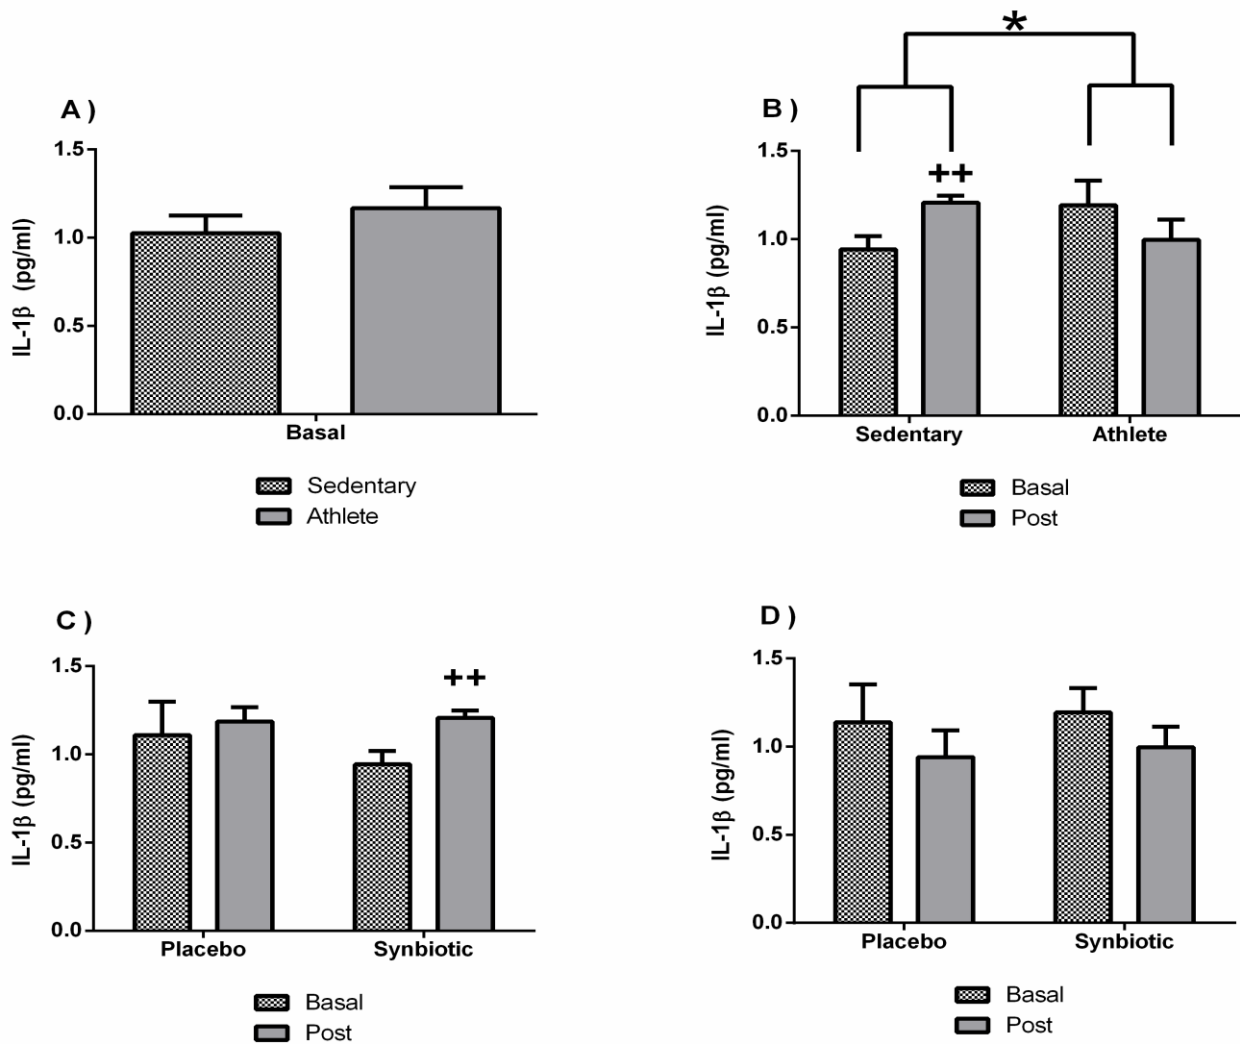 A )
1.5
1.0
0.5
0.0
IL-1β (pg/ml)
Basal
Sedentary
Athlete
*
B )
1.5
1.0
0.5
0.0
IL-1β (pg/ml)
++
Sedentary
Athlete
Basal
Post
C )
1.5
1.0
0.5
0.0
IL-1β (pg/ml)
++
Placebo
Synbiotic
Basal
Post
D )
1.5
1.0
0.5
0.0
IL-1β (pg/ml)
Placebo
Synbiotic
Basal
Post